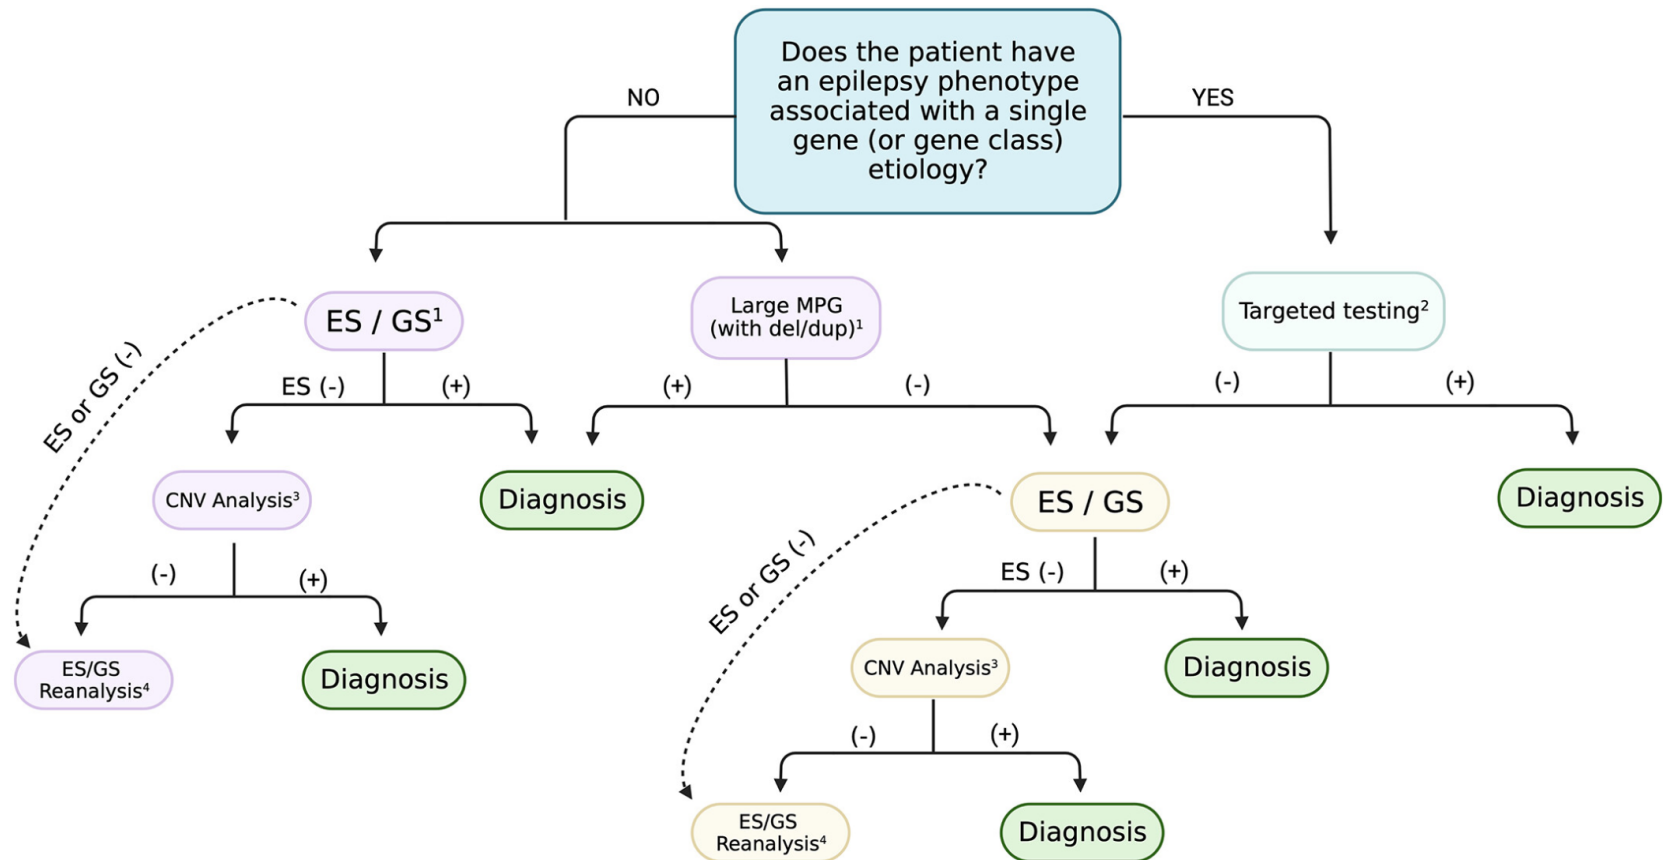 Does the patient have
an epilepsy phenotype
associated with a single
gene (or gene class)
etiology?
NO
YES
ES / GS¹
Large MPG
(with del/dup)¹
Targeted testing²
ES or GS (-)
ES (-)
(+)
(+)
(-)
(-)
(+)
CNV Analysis³
Diagnosis
ES / GS
Diagnosis
(-)
(+)
ES or GS (-)
ES (-)
(+)
ES/GS
Reanalysis⁴
Diagnosis
CNV Analysis³
Diagnosis
(-)
(+)
ES/GS
Reanalysis⁴
Diagnosis